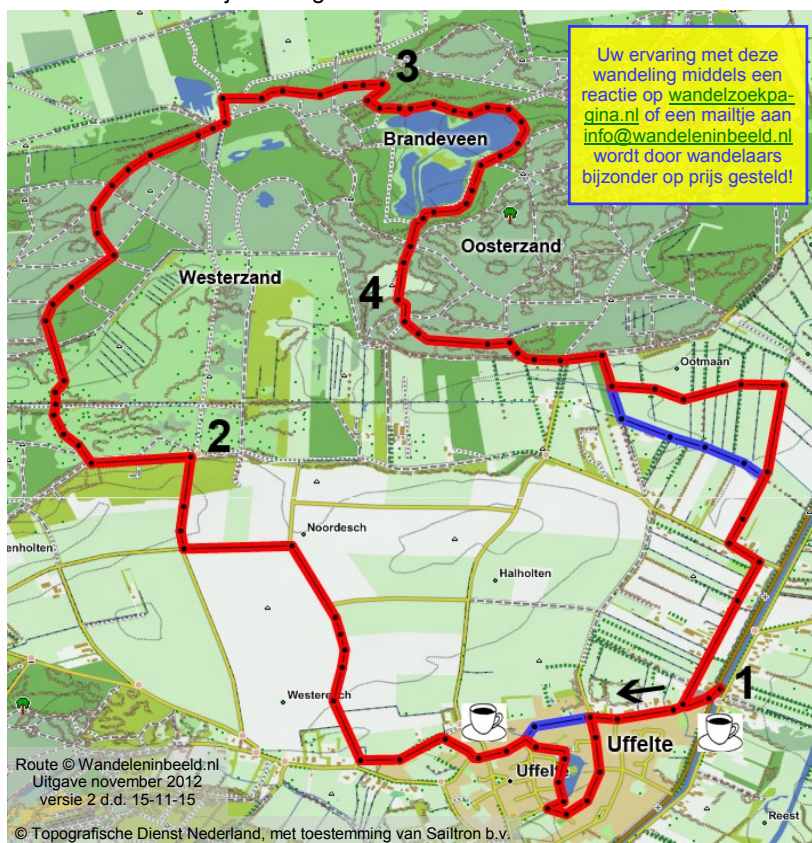 Uw ervaring met deze
wandeling middels een
reactie op wandelzoekpa-
gina.nl of een mailtje aan
info@wandeleninbeeld.nl
wordt door wandelaars
bijzonder op prijs gesteld!
3
Brandeveen
Oosterzand
Westerzand
4
Ootmaan
2
Noordesch
enholten
Halholten
1
Westeresch
Uffelte
Uffelte
Route © Wandeleninbeeld.nl
Uitgave november 2012
versie 2 d.d. 15-11-15
Reest
© Topografische Dienst Nederland, met toestemming van Sailtron b.v.